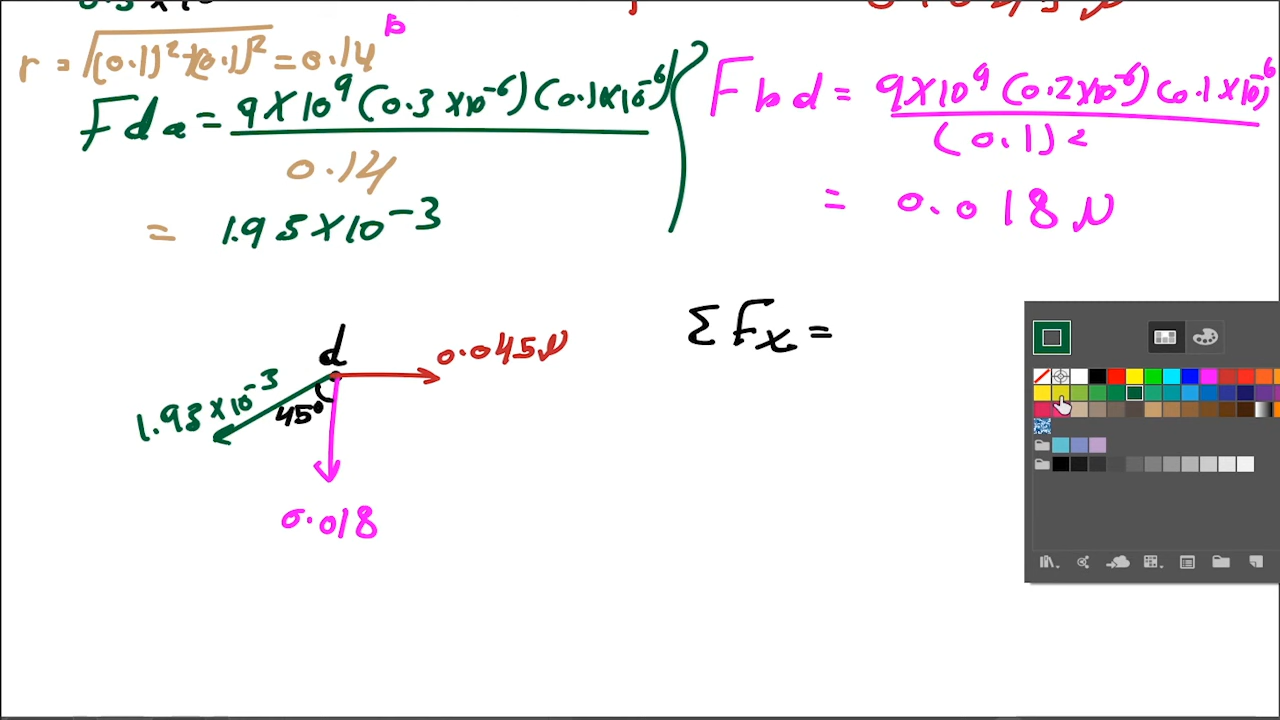 b
r = √(0.1)²+(0.1)² = 0.14
Fda = 9×10⁹ (0.3×10⁻⁶)(0.1×10⁻⁶)
0.14
= 1.93×10⁻³
Fbd = 9×10⁹ (0.2×10⁻⁶)(0.1×10⁻⁶)
(0.1)²
= 0.018 N
d
0.045N
1.93×10⁻³
45°
0.018
ΣFx =